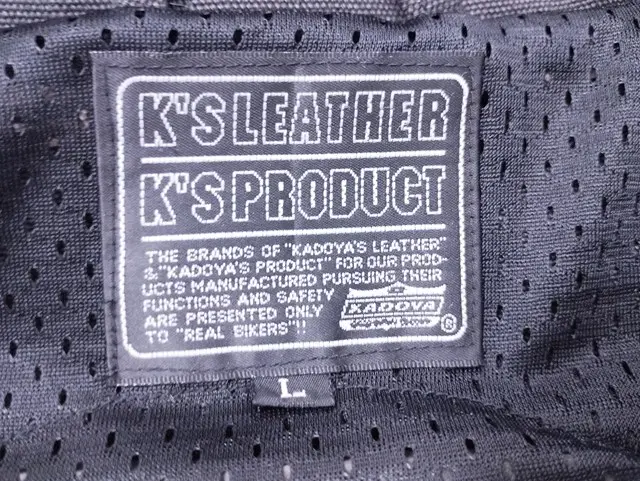 K'S LEATHER
K'S PRODUCT
THE BRANDS OF "KADOYA'S LEATHER"
& "KADOYA'S PRODUCT" FOR OUR PROD-
UCTS MANUFACTURED PURSUING THEIR
FUNCTIONS AND SAFETY
ARE PRESENTED ONLY
TO "REAL BIKERS"!!
KADOYA
®
L